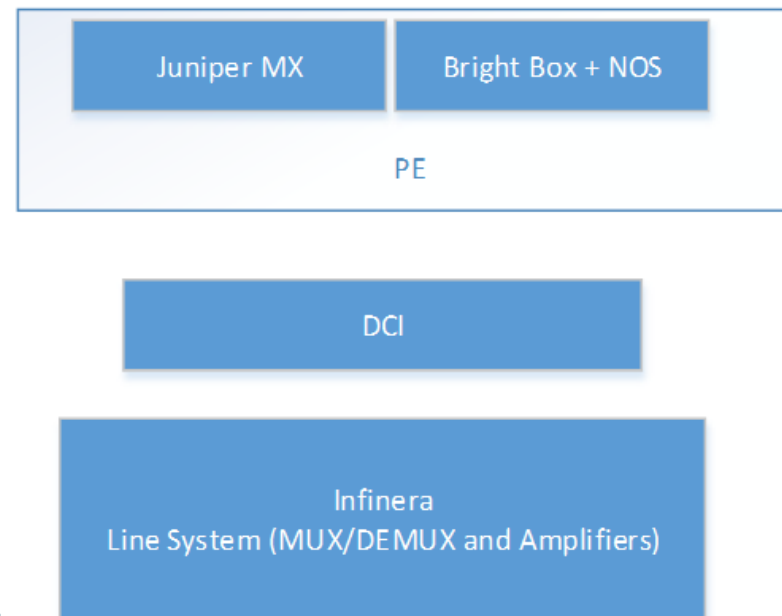 Juniper MX
Bright Box + NOS
PE
DCI
Infinera
Line System (MUX/DEMUX and Amplifiers)